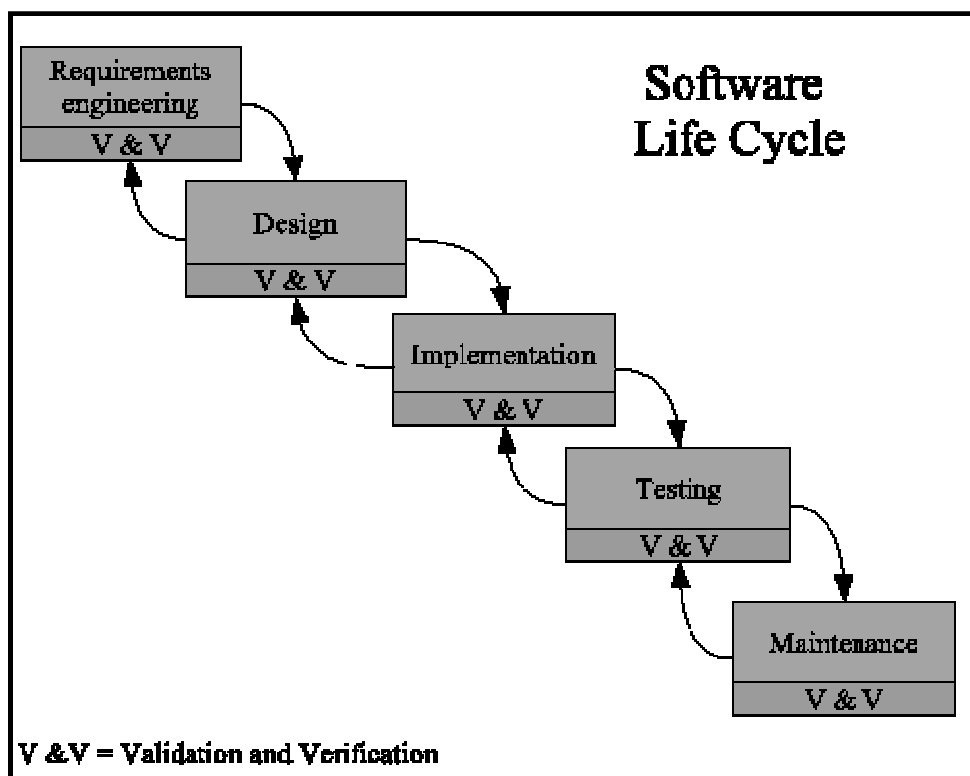 Requirements
engineering
V & V
Software
Life Cycle
Design
V & V
Implementation
V & V
Testing
V & V
Maintenance
V & V
V &V = Validation and Verification